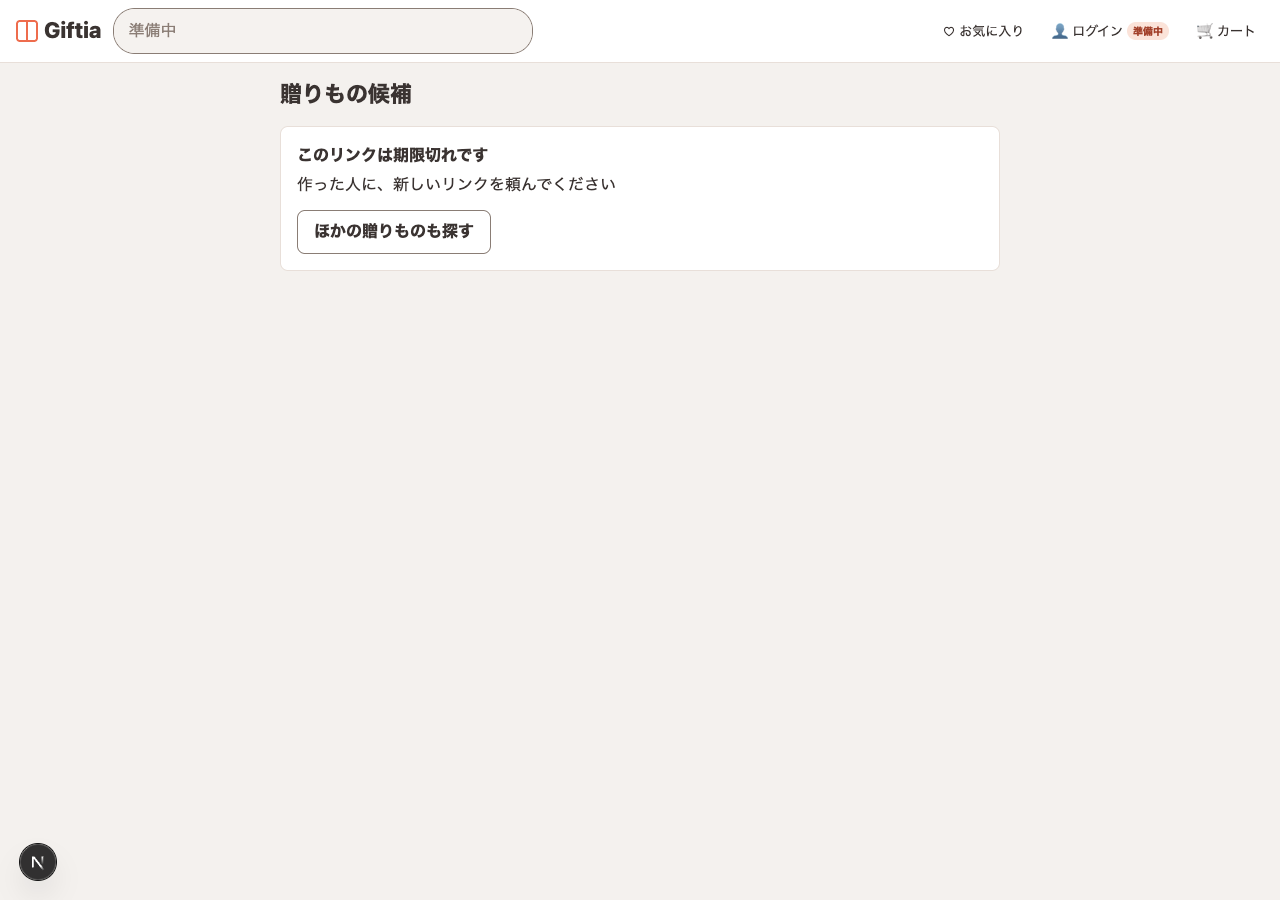 Giftia
準備中
♡ お気に入り
ログイン 準備中
カート
贈りもの候補
このリンクは期限切れです
作った人に、新しいリンクを頼んでください
ほかの贈りものも探す
N